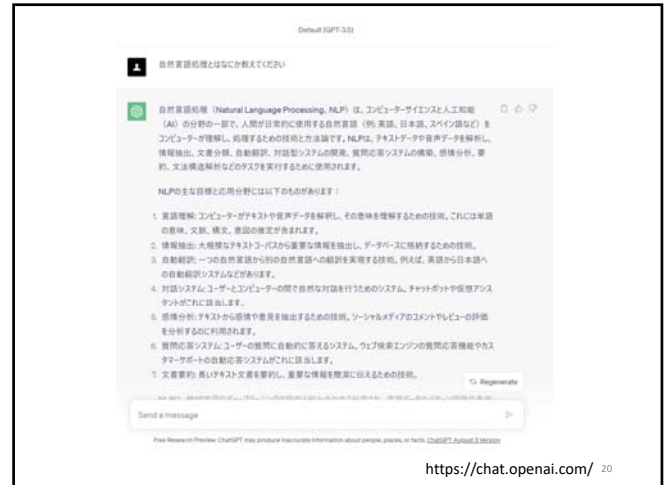 Default (GPT-3.5)
自然言語処理とはなにか教えてください
自然言語処理（Natural Language Processing, NLP）は、コンピューターサイエンスと人工知能
（AI）の分野の一部で、人間が日常的に使用する自然言語（例: 英語、日本語、スペイン語など）を
コンピューターが理解し、処理するための技術と方法論です。NLPは、テキストデータや音声データを解析し、
情報抽出、文書分類、自動翻訳、対話型システムの開発、質問応答システムの構築、感情分析、要
約、文法構造解析などのタスクを実行するために使用されます。
NLPの主な目標と応用分野には以下のものがあります：
1. 言語理解: コンピューターがテキストや音声データを解析し、その意味を理解するための技術。これには単語
の意味、文脈、構文、意図の推定が含まれます。
2. 情報抽出: 大規模なテキストコーパスから重要な情報を抽出し、データベースに格納するための技術。
3. 自動翻訳: 一つの自然言語から別の自然言語への翻訳を実現する技術。例えば、英語から日本語へ
の自動翻訳システムなどがあります。
4. 対話システム: ユーザーとコンピューターの間で自然な対話を行うためのシステム。チャットボットや仮想アシス
タントがこれに該当します。
5. 感情分析: テキストから感情や意見を抽出するための技術。ソーシャルメディアのコメントやレビューの評価
を分析するのに利用されます。
6. 質問応答システム: ユーザーの質問に自動的に答えるシステム。ウェブ検索エンジンの質問応答機能やカス
タマーサポートの自動応答システムがこれに該当します。
7. 文書要約: 長いテキスト文書を要約し、重要な情報を簡潔に伝えるための技術。
Regenerate
Send a message
Free Research Preview. ChatGPT may produce inaccurate information about people, places, or facts. ChatGPT August 3 Version
https://chat.openai.com/ 20